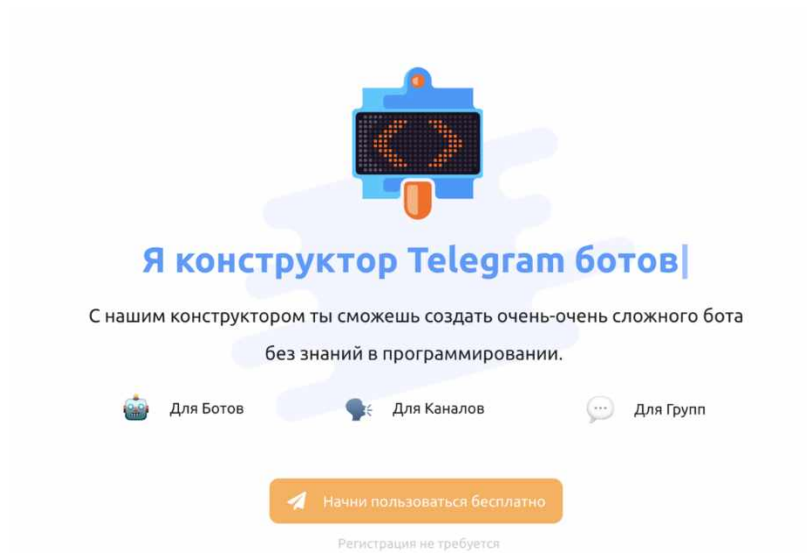 Я конструктор Telegram ботов
С нашим конструктором ты сможешь создать очень-очень сложного бота
без знаний в программировании.
Для Ботов
Для Каналов
Для Групп
Начни пользоваться бесплатно
Регистрация не требуется